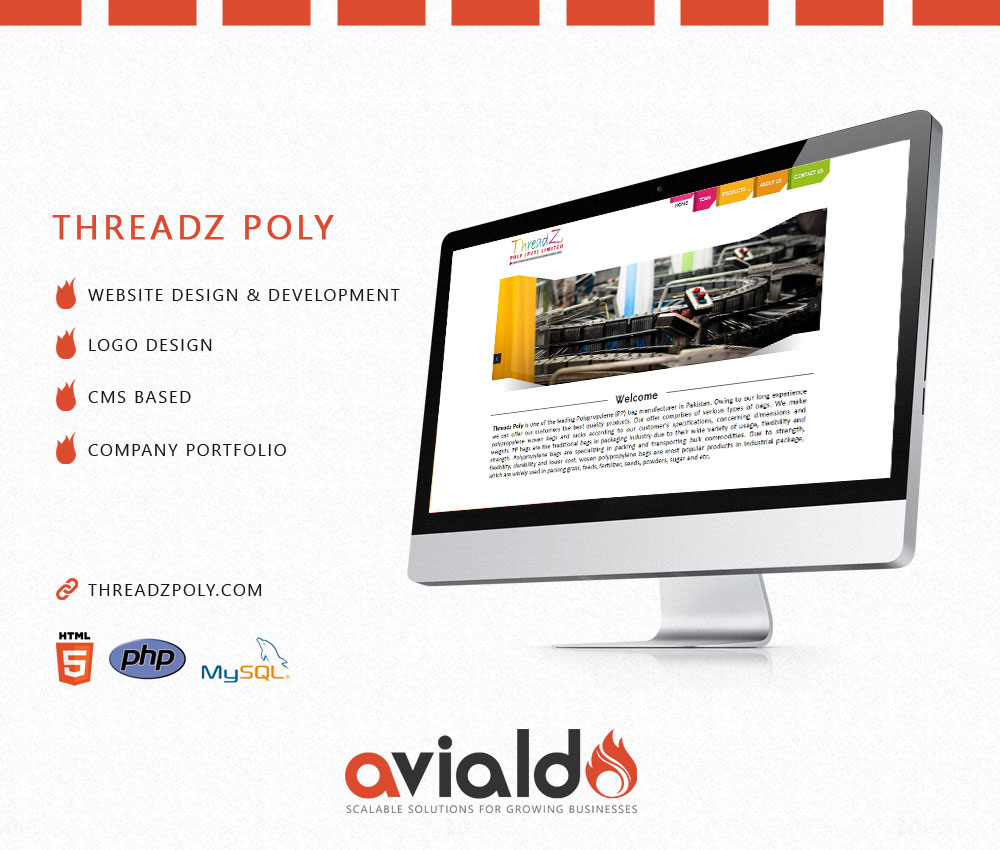 THREADZ POLY
WEBSITE DESIGN & DEVELOPMENT
LOGO DESIGN
CMS BASED
COMPANY PORTFOLIO
THREADZPOLY.COM
HTML
5
php
MySQL
HOME
TEAM
PRODUCTS
ABOUT US
CONTACT US
ThreadZ
POLY (PVT) LIMITED
Welcome
Threadz Poly is one of the leading Polypropylene (PP) bag manufacturer in Pakistan. Owing to our long experience
we can offer our customers the best quality products. Our offer comprises of various types of bags. We make
polypropylene woven bags and sacks according to our customer's specifications, concerning dimensions and
weights. PP bags are the traditional bags in packaging industry due to their wide variety of usage, flexibility and
strength. Polypropylene bags are specializing in packing and transporting bulk commodities. Due to strength,
flexibility, durability and lower cost, woven polypropylene bags are most popular products in industrial package,
which are widely used in packing grain, feeds, fertilizer, seeds, powders, sugar and etc.
avialdo
SCALABLE SOLUTIONS FOR GROWING BUSINESSES